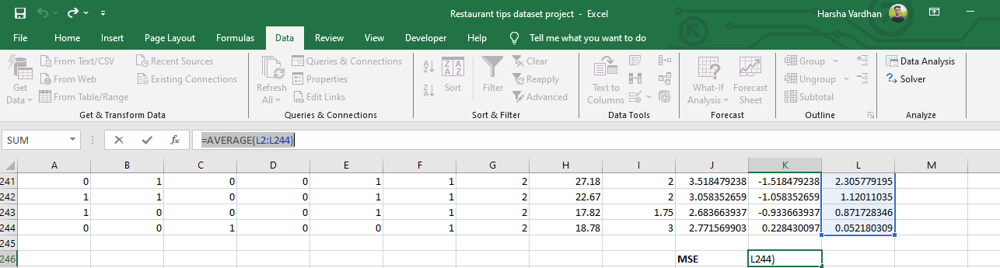 Restaurant tips dataset project - Excel Harsha Vardhan
File Home Insert Page Layout Formulas Data Review View Developer Help Tell me what you want to do
From Text/CSV Recent Sources Queries & Connections Clear Group Data Analysis
From Web Existing Connections Properties Reapply Ungroup Solver
Get Data From Table/Range Refresh All Edit Links Sort Filter Advanced Text to Columns What-If Analysis Forecast Sheet Subtotal
Get & Transform Data Queries & Connections Sort & Filter Data Tools Forecast Outline Analyze
SUM fx =AVERAGE(L2:L244)
A B C D E F G H I J K L M
241 0 1 0 0 1 1 2 27.18 2 3.518479238 -1.518479238 2.305779195
242 1 1 0 0 1 1 2 22.67 2 3.058352659 -1.058352659 1.12011035
243 1 0 0 0 1 1 2 17.82 1.75 2.683663937 -0.933663937 0.871728346
244 0 0 1 0 0 1 2 18.78 3 2.771569903 0.228430097 0.052180309
245
246 MSE L244)